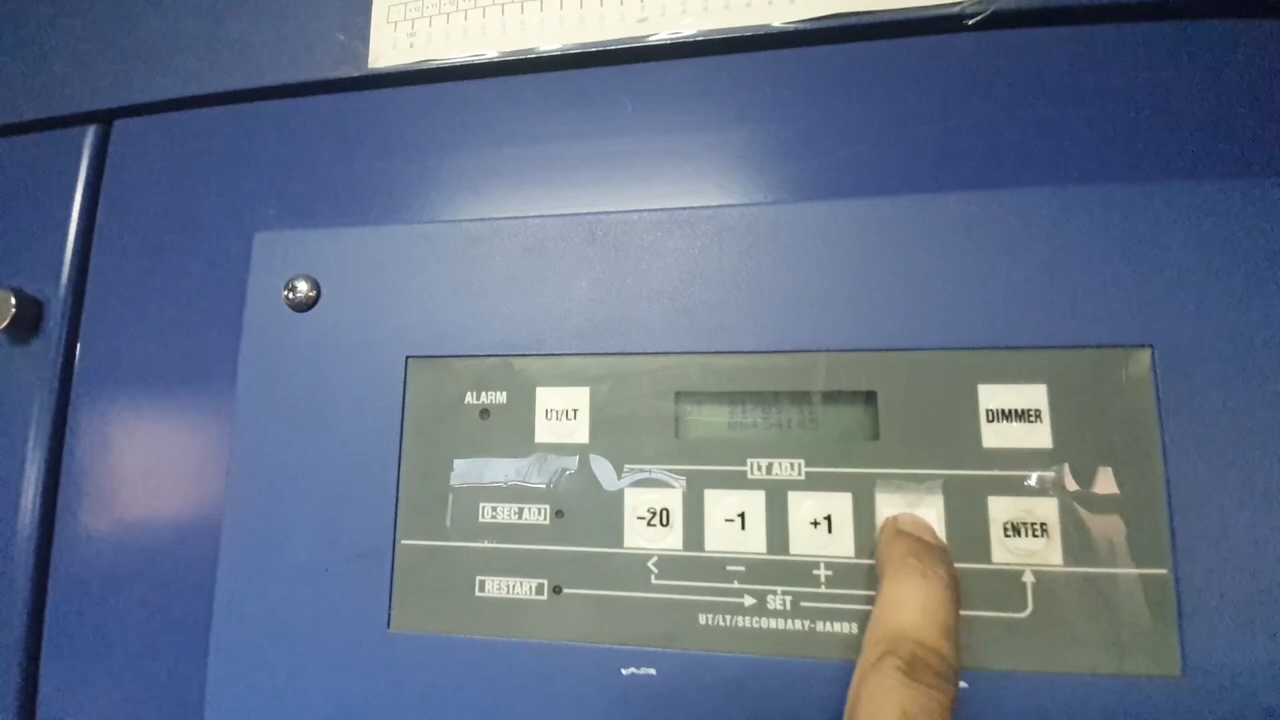 ALARM
UT/LT
DIMMER
LT ADJ
0-SEC ADJ
-20
-1
+1
ENTER
<
−
+
RESTART
SET
UT/LT/SECONDARY-HANDS